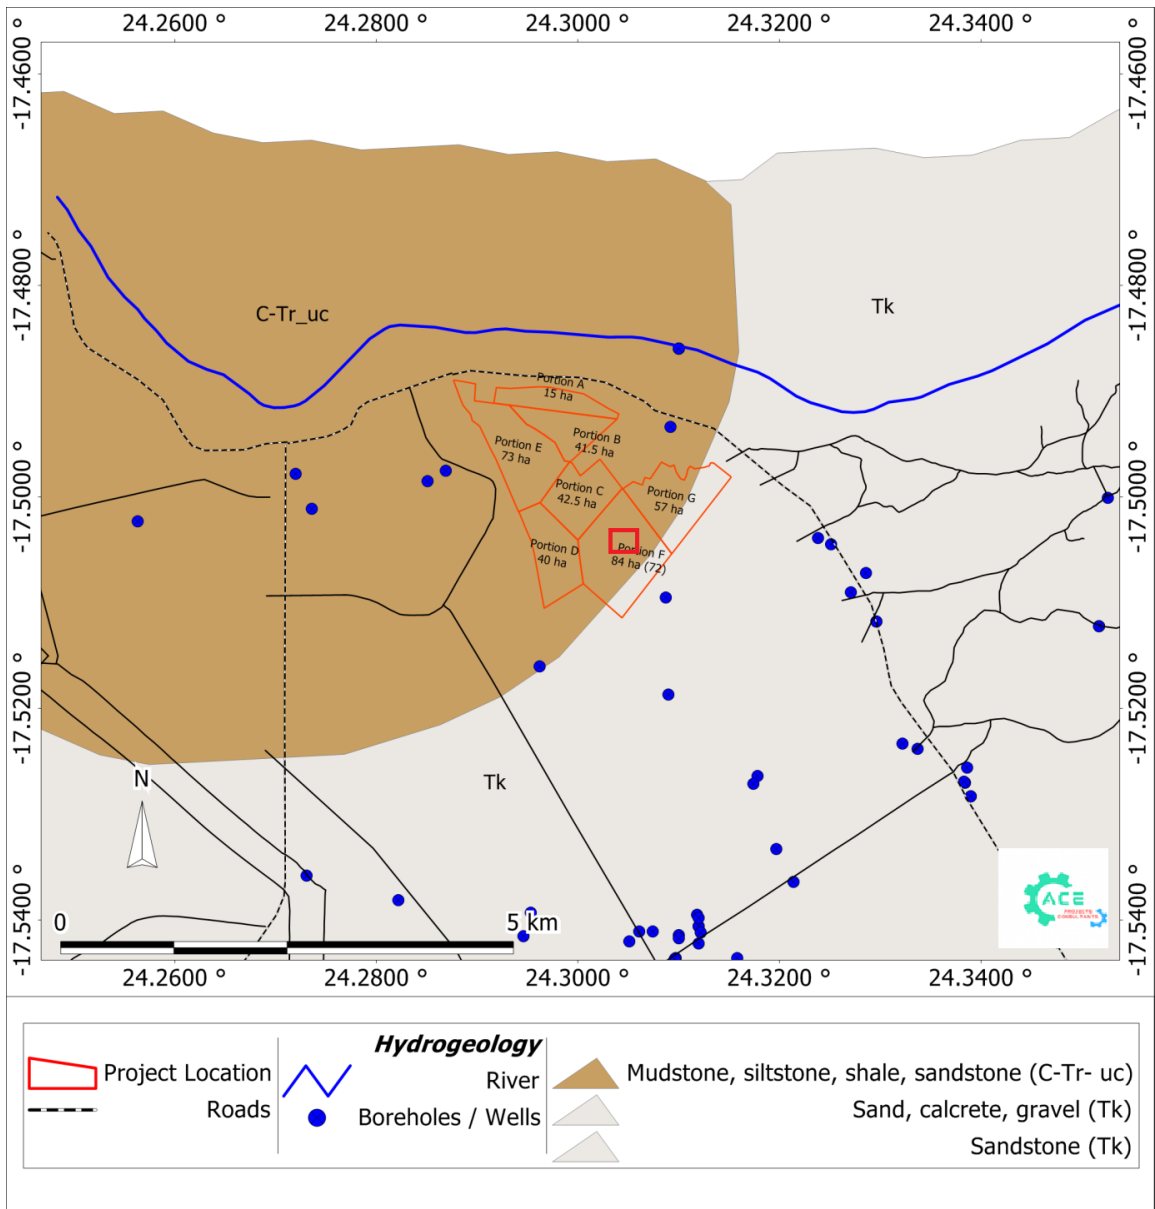 24.2600 °
24.2800 °
24.3000 °
24.3200 °
24.3400 °
-17.4600 °
-17.4600 °
-17.4800 °
-17.4800 °
C-Tr_uc
Tk
Portion A
15 ha
Portion B
41.5 ha
Portion E
73 ha
Portion C
42.5 ha
Portion G
57 ha
-17.5000 °
-17.5000 °
Portion D
40 ha
Portion F
84 ha (72)
-17.5200 °
-17.5200 °
N
Tk
ACE
PROJECTS
CONSULTANTS
-17.5400 °
-17.5400 °
0
5 km
24.2600 °
24.2800 °
24.3000 °
24.3200 °
24.3400 °
Project Location
Roads
Hydrogeology
River
Boreholes / Wells
Mudstone, siltstone, shale, sandstone (C-Tr- uc)
Sand, calcrete, gravel (Tk)
Sandstone (Tk)